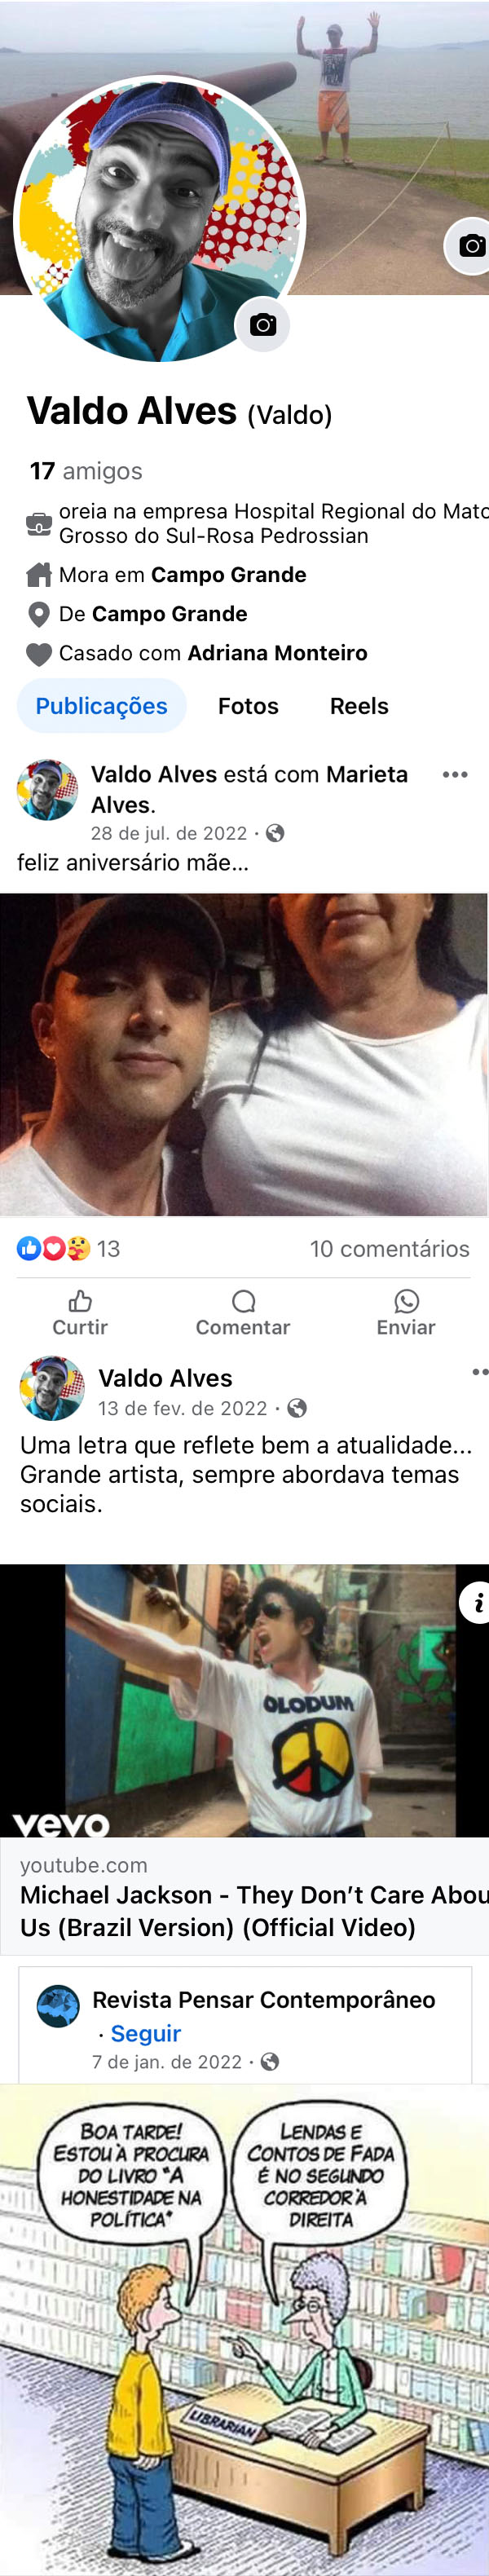 Valdo Alves (Valdo)
17 amigos
oreia na empresa Hospital Regional do Mato
Grosso do Sul-Rosa Pedrossian
Mora em Campo Grande
De Campo Grande
Casado com Adriana Monteiro
Publicações Fotos Reels
Valdo Alves está com Marieta
Alves.
28 de jul. de 2022 ·
feliz aniversário mãe...
13 10 comentários
Curtir Comentar Enviar
Valdo Alves
13 de fev. de 2022 ·
Uma letra que reflete bem a atualidade...
Grande artista, sempre abordava temas
sociais.
OLODUM
vevo
youtube.com
Michael Jackson - They Don't Care Abou
Us (Brazil Version) (Official Video)
Revista Pensar Contemporâneo
· Seguir
7 de jan. de 2022 ·
BOA TARDE!
ESTOU À PROCURA
DO LIVRO "A
HONESTIDADE NA
POLÍTICA"
LENDAS E
CONTOS DE FADA
É NO SEGUNDO
CORREDOR À
DIREITA
LIBRARIAN